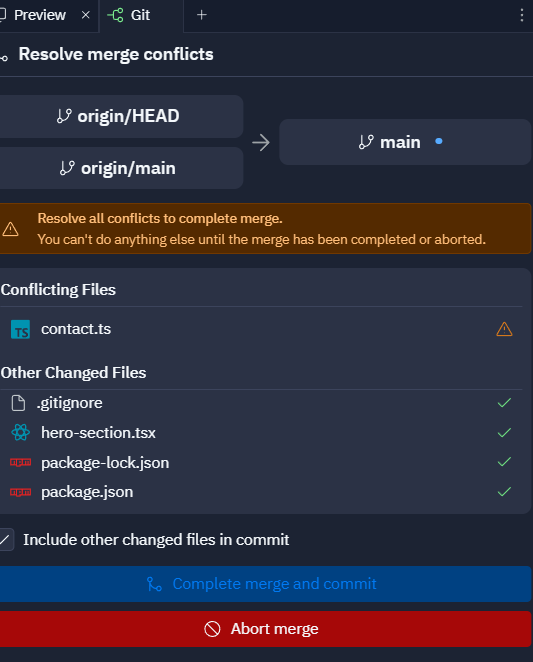 Preview × Git +
Resolve merge conflicts
origin/HEAD
origin/main
main
Resolve all conflicts to complete merge.
You can't do anything else until the merge has been completed or aborted.
Conflicting Files
TS contact.ts
Other Changed Files
.gitignore
hero-section.tsx
npm package-lock.json
npm package.json
Include other changed files in commit
Complete merge and commit
Abort merge